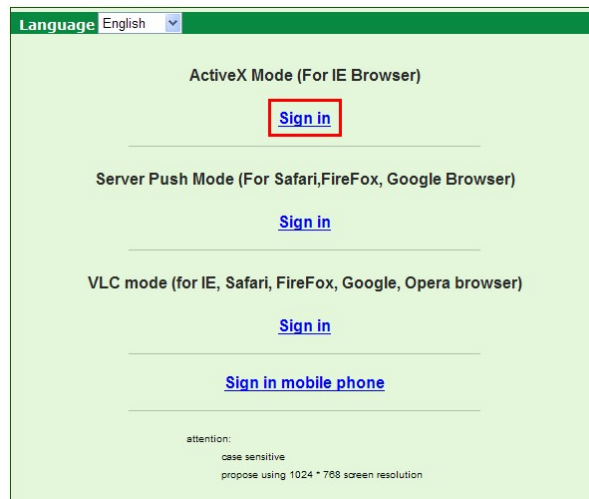 Language English
ActiveX Mode (For IE Browser)
Sign in
Server Push Mode (For Safari,FireFox, Google Browser)
Sign in
VLC mode (for IE, Safari, FireFox, Google, Opera browser)
Sign in
Sign in mobile phone
attention:
case sensitive
propose using 1024 * 768 screen resolution